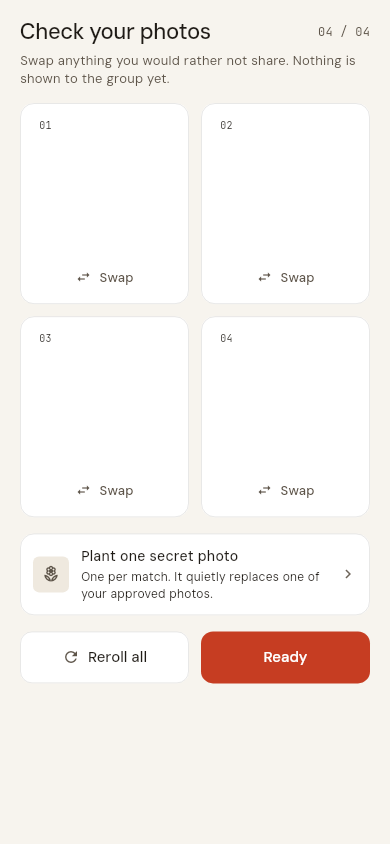 Check your photos
04 / 04
Swap anything you would rather not share. Nothing is
shown to the group yet.
01
02
Swap
Swap
03
04
Swap
Swap
Plant one secret photo
One per match. It quietly replaces one of
your approved photos.
Reroll all
Ready